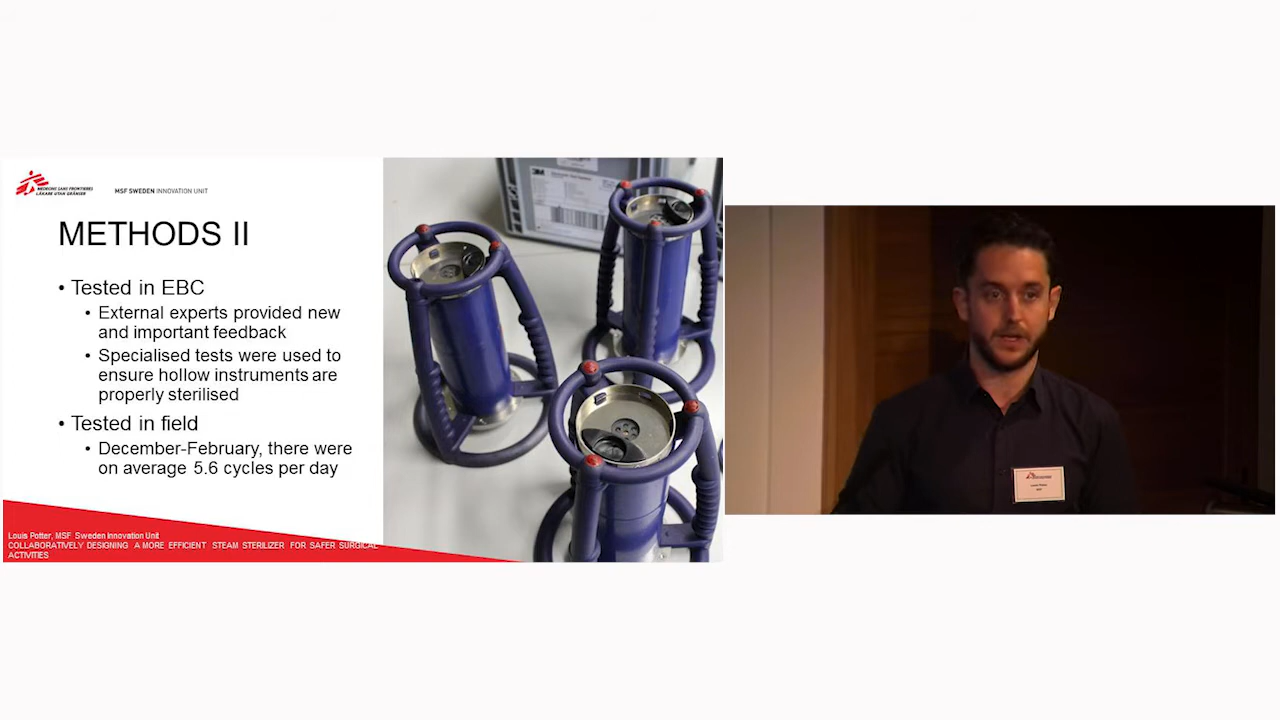 MEDECINS SANS FRONTIERES
LÄKARE UTAN GRÄNSER
MSF SWEDEN INNOVATION UNIT
METHODS II
• Tested in EBC
• External experts provided new
and important feedback
• Specialised tests were used to
ensure hollow instruments are
properly sterilised
• Tested in field
• December-February, there were
on average 5.6 cycles per day
Louis Potter, MSF Sweden Innovation Unit
COLLABORATIVELY DESIGNING A MORE EFFICIENT STEAM STERILIZER FOR SAFER SURGICAL
ACTIVITIES
3M